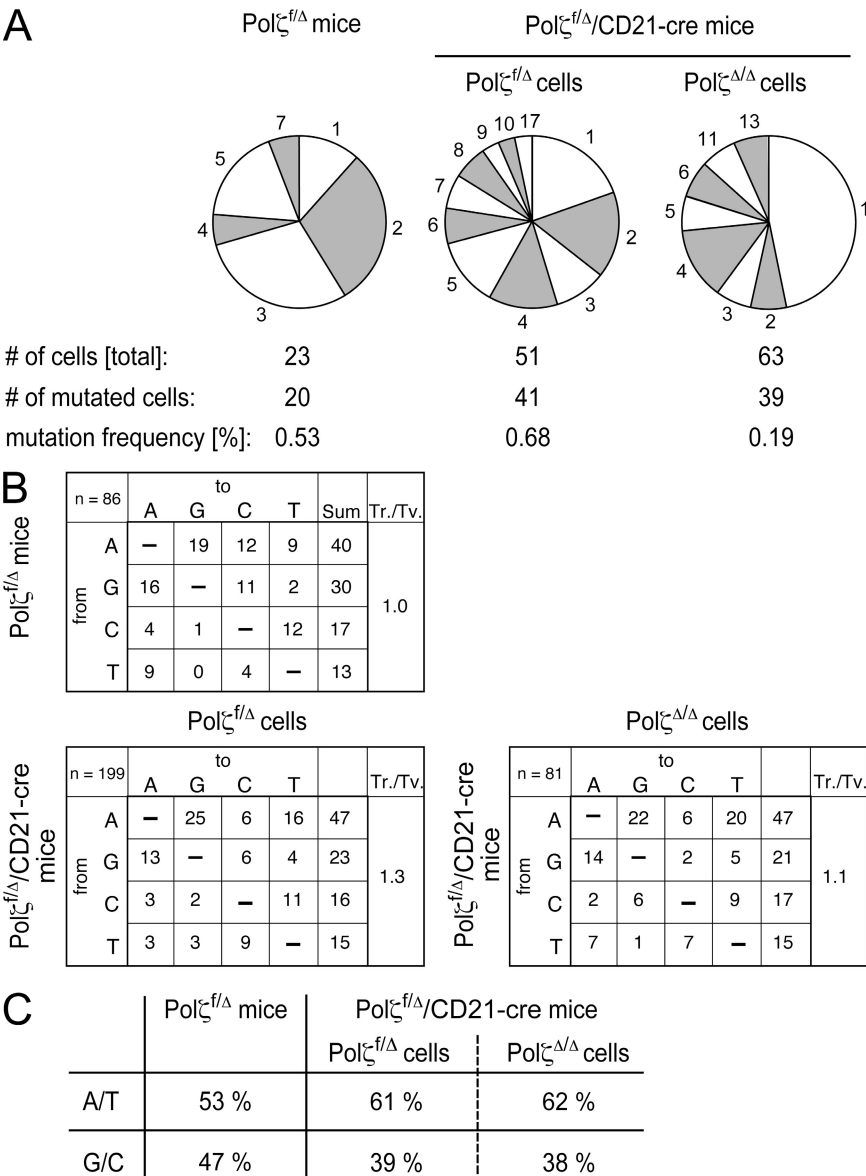 A
Polζf/Δ mice
Polζf/Δ/CD21-cre mice
Polζf/Δ cells
PolζΔ/Δ cells
7 1
5
2
4
3
9 10 17
8 1
7
6 2
5 3
4
11 13
6
5 1
4
3 2
# of cells [total]: 23 51 63
# of mutated cells: 20 41 39
mutation frequency [%]: 0.53 0.68 0.19
B
Polζf/Δ mice
n = 86 to
A G C T Sum Tr./Tv.
from
A – 19 12 9 40
G 16 – 11 2 30
1.0
C 4 1 – 12 17
T 9 0 4 – 13
Polζf/Δ cells
Polζf/Δ/CD21-cre
mice
n = 199 to
A G C T Tr./Tv.
from
A – 25 6 16 47
G 13 – 6 4 23
1.3
C 3 2 – 11 16
T 3 3 9 – 15
PolζΔ/Δ cells
Polζf/Δ/CD21-cre
mice
n = 81 to
A G C T Tr./Tv.
from
A – 22 6 20 47
G 14 – 2 5 21
1.1
C 2 6 – 9 17
T 7 1 7 – 15
C
Polζf/Δ mice Polζf/Δ/CD21-cre mice
Polζf/Δ cells PolζΔ/Δ cells
A/T 53 % 61 % 62 %
G/C 47 % 39 % 38 %